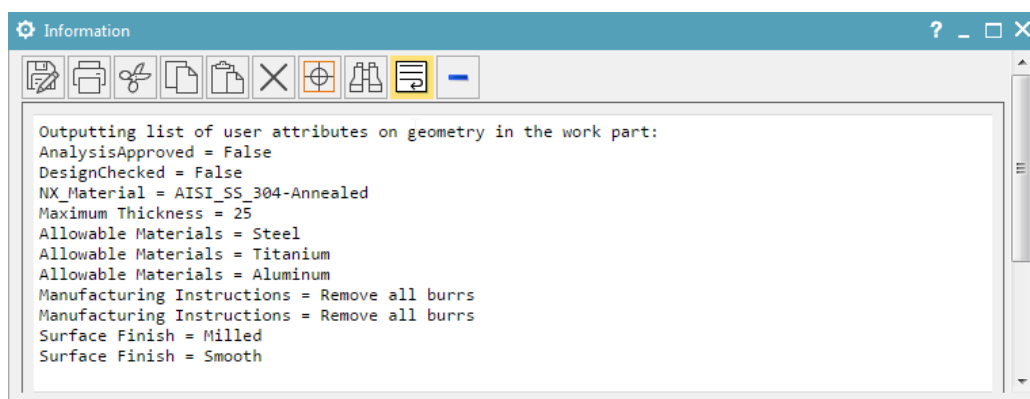 Information
Outputting list of user attributes on geometry in the work part:
AnalysisApproved = False
DesignChecked = False
NX_Material = AISI_SS_304-Annealed
Maximum Thickness = 25
Allowable Materials = Steel
Allowable Materials = Titanium
Allowable Materials = Aluminum
Manufacturing Instructions = Remove all burrs
Manufacturing Instructions = Remove all burrs
Surface Finish = Milled
Surface Finish = Smooth